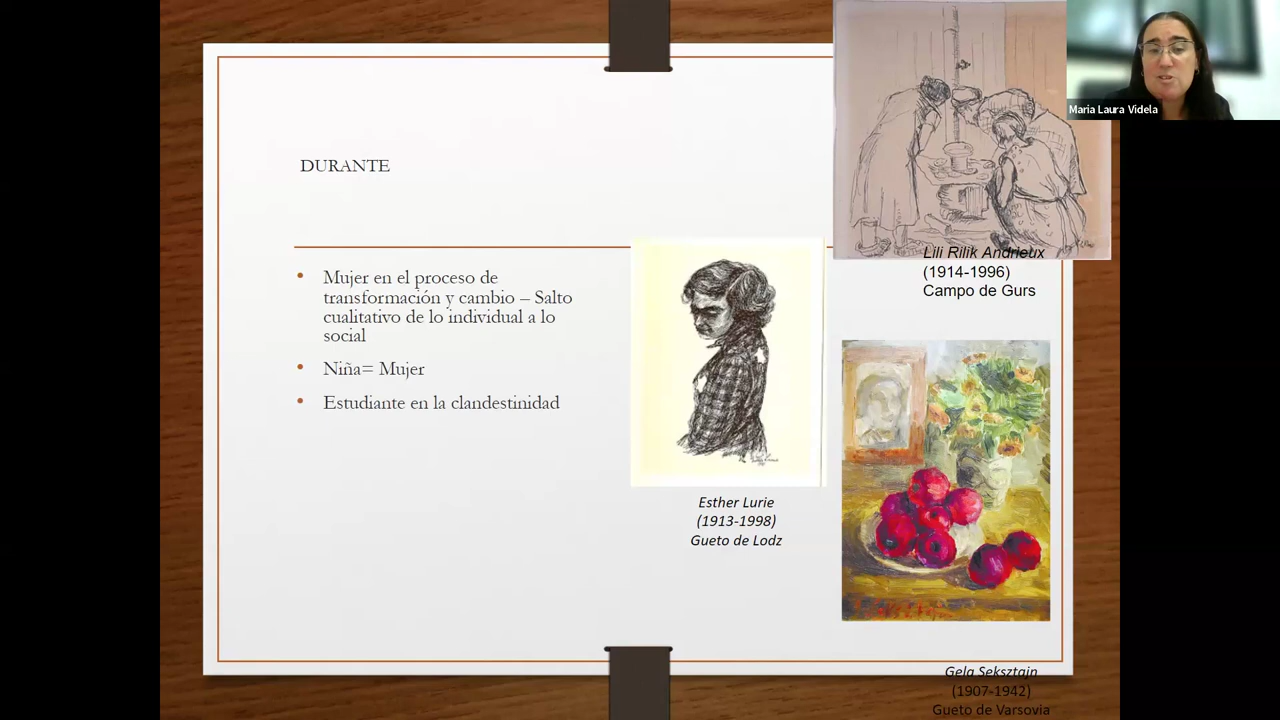 Maria Laura Videla
DURANTE
Mujer en el proceso de
transformación y cambio – Salto
cualitativo de lo individual a lo
social
Niña= Mujer
Estudiante en la clandestinidad
Lili Rilik Andrieux
(1914-1996)
Campo de Gurs
Esther Lurie
(1913-1998)
Gueto de Lodz
Gela Seksztajn
(1907-1942)
Gueto de Varsovia